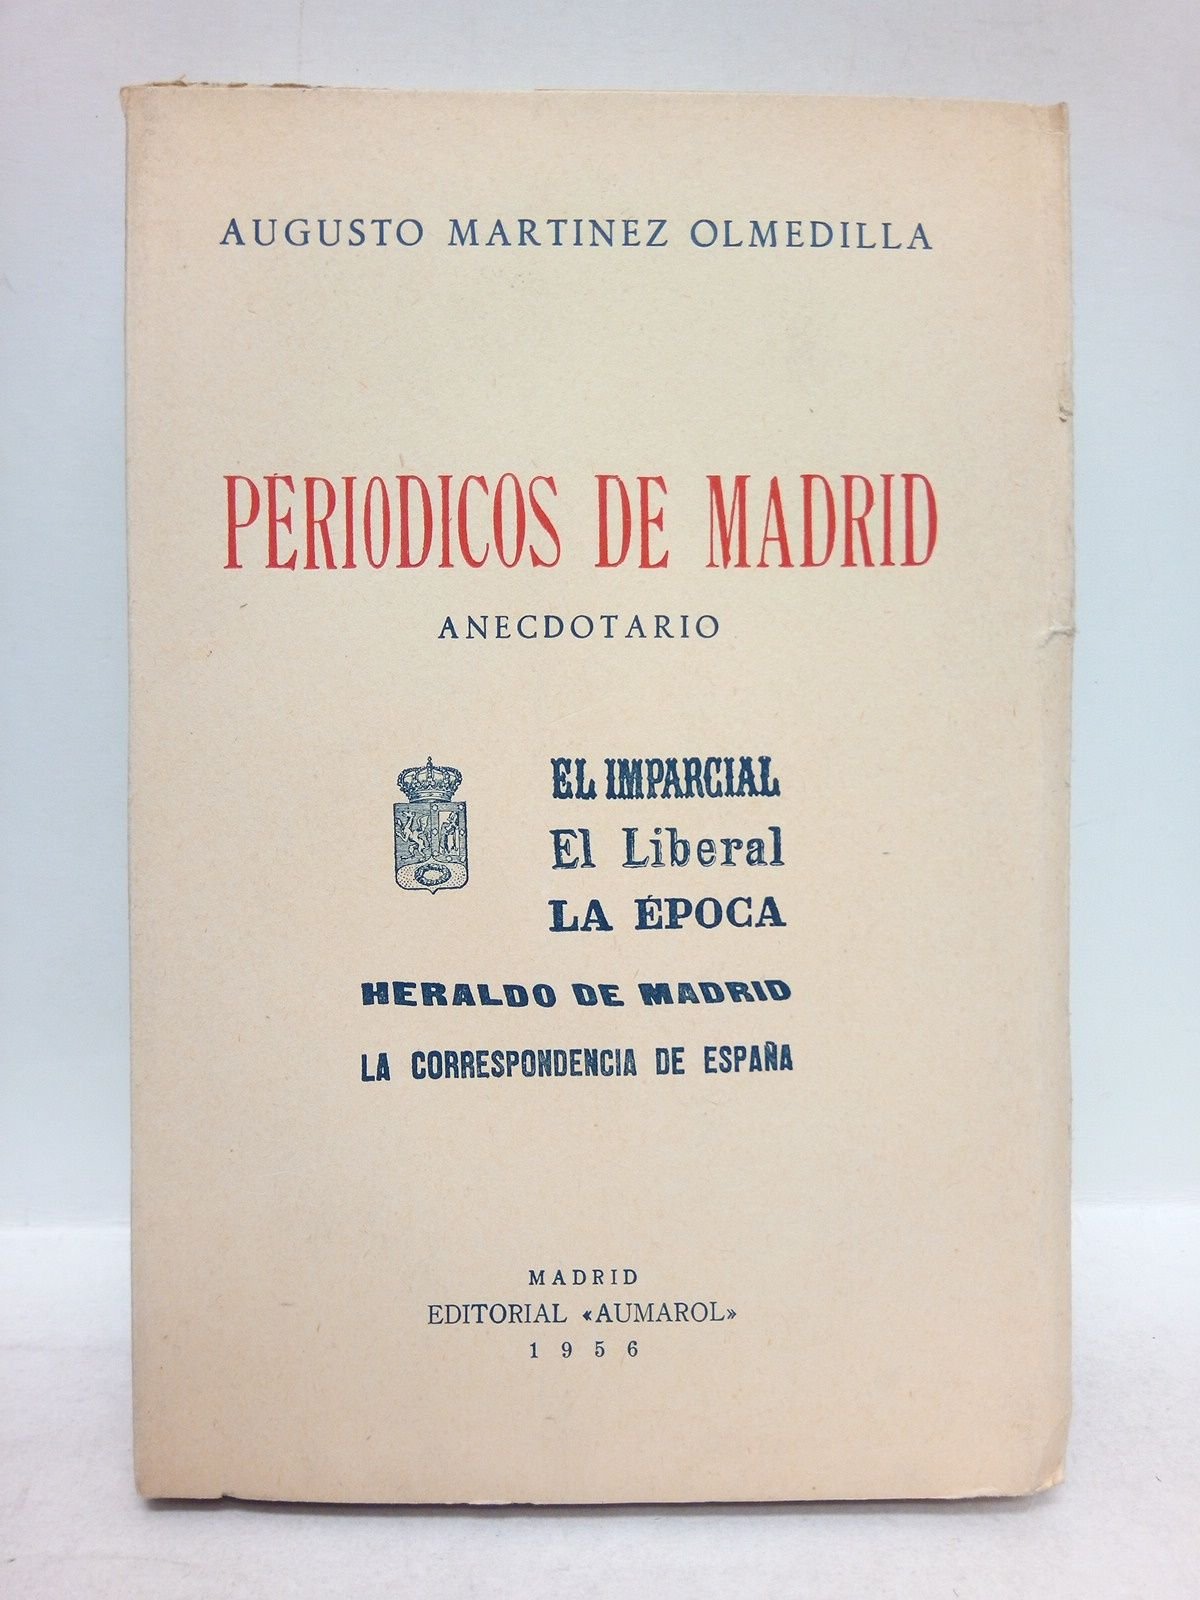 AUGUSTO MARTINEZ OLMEDILLA
PERIODICOS DE MADRID
ANECDOTARIO
EL IMPARCIAL
El Liberal
LA ÉPOCA
HERALDO DE MADRID
LA CORRESPONDENCIA DE ESPAÑA
MADRID
EDITORIAL «AUMAROL»
1956